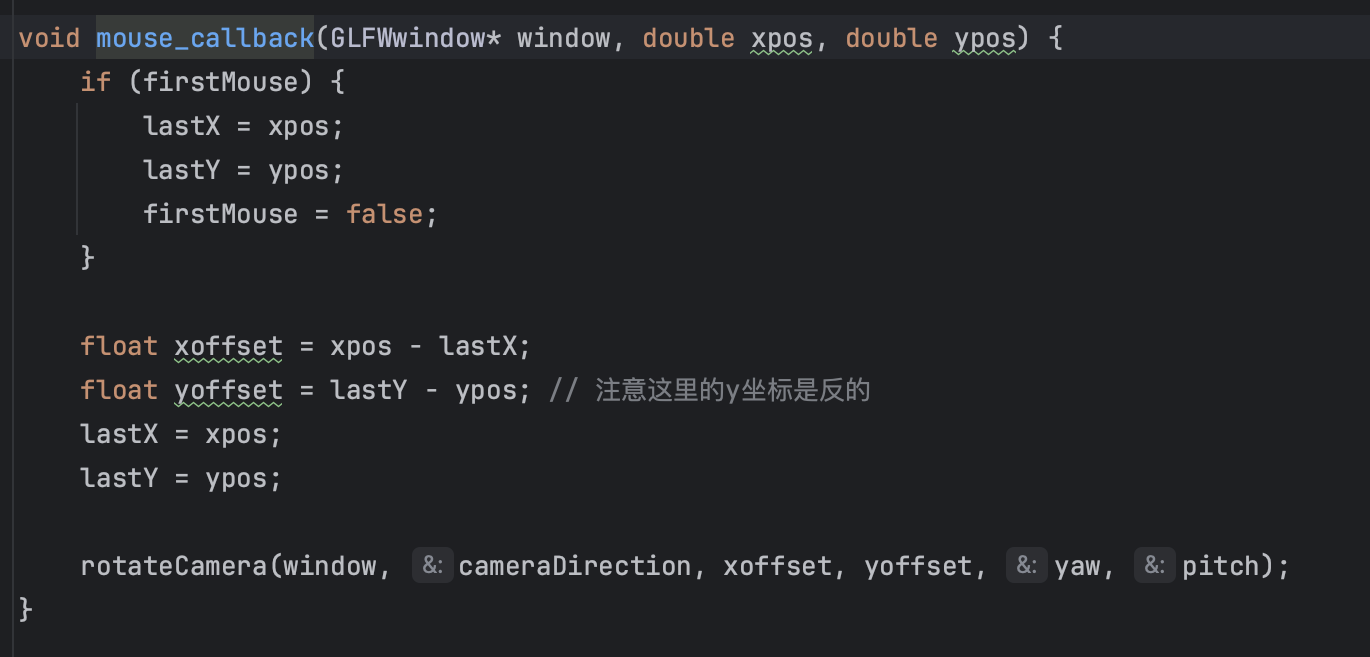 void mouse_callback(GLFWwindow* window, double xpos, double ypos) {
    if (firstMouse) {
        lastX = xpos;
        lastY = ypos;
        firstMouse = false;
    }
    float xoffset = xpos - lastX;
    float yoffset = lastY - ypos; // 注意这里的y坐标是反的
    lastX = xpos;
    lastY = ypos;
    rotateCamera(window, &: cameraDirection, xoffset, yoffset, &: yaw, &: pitch);
}